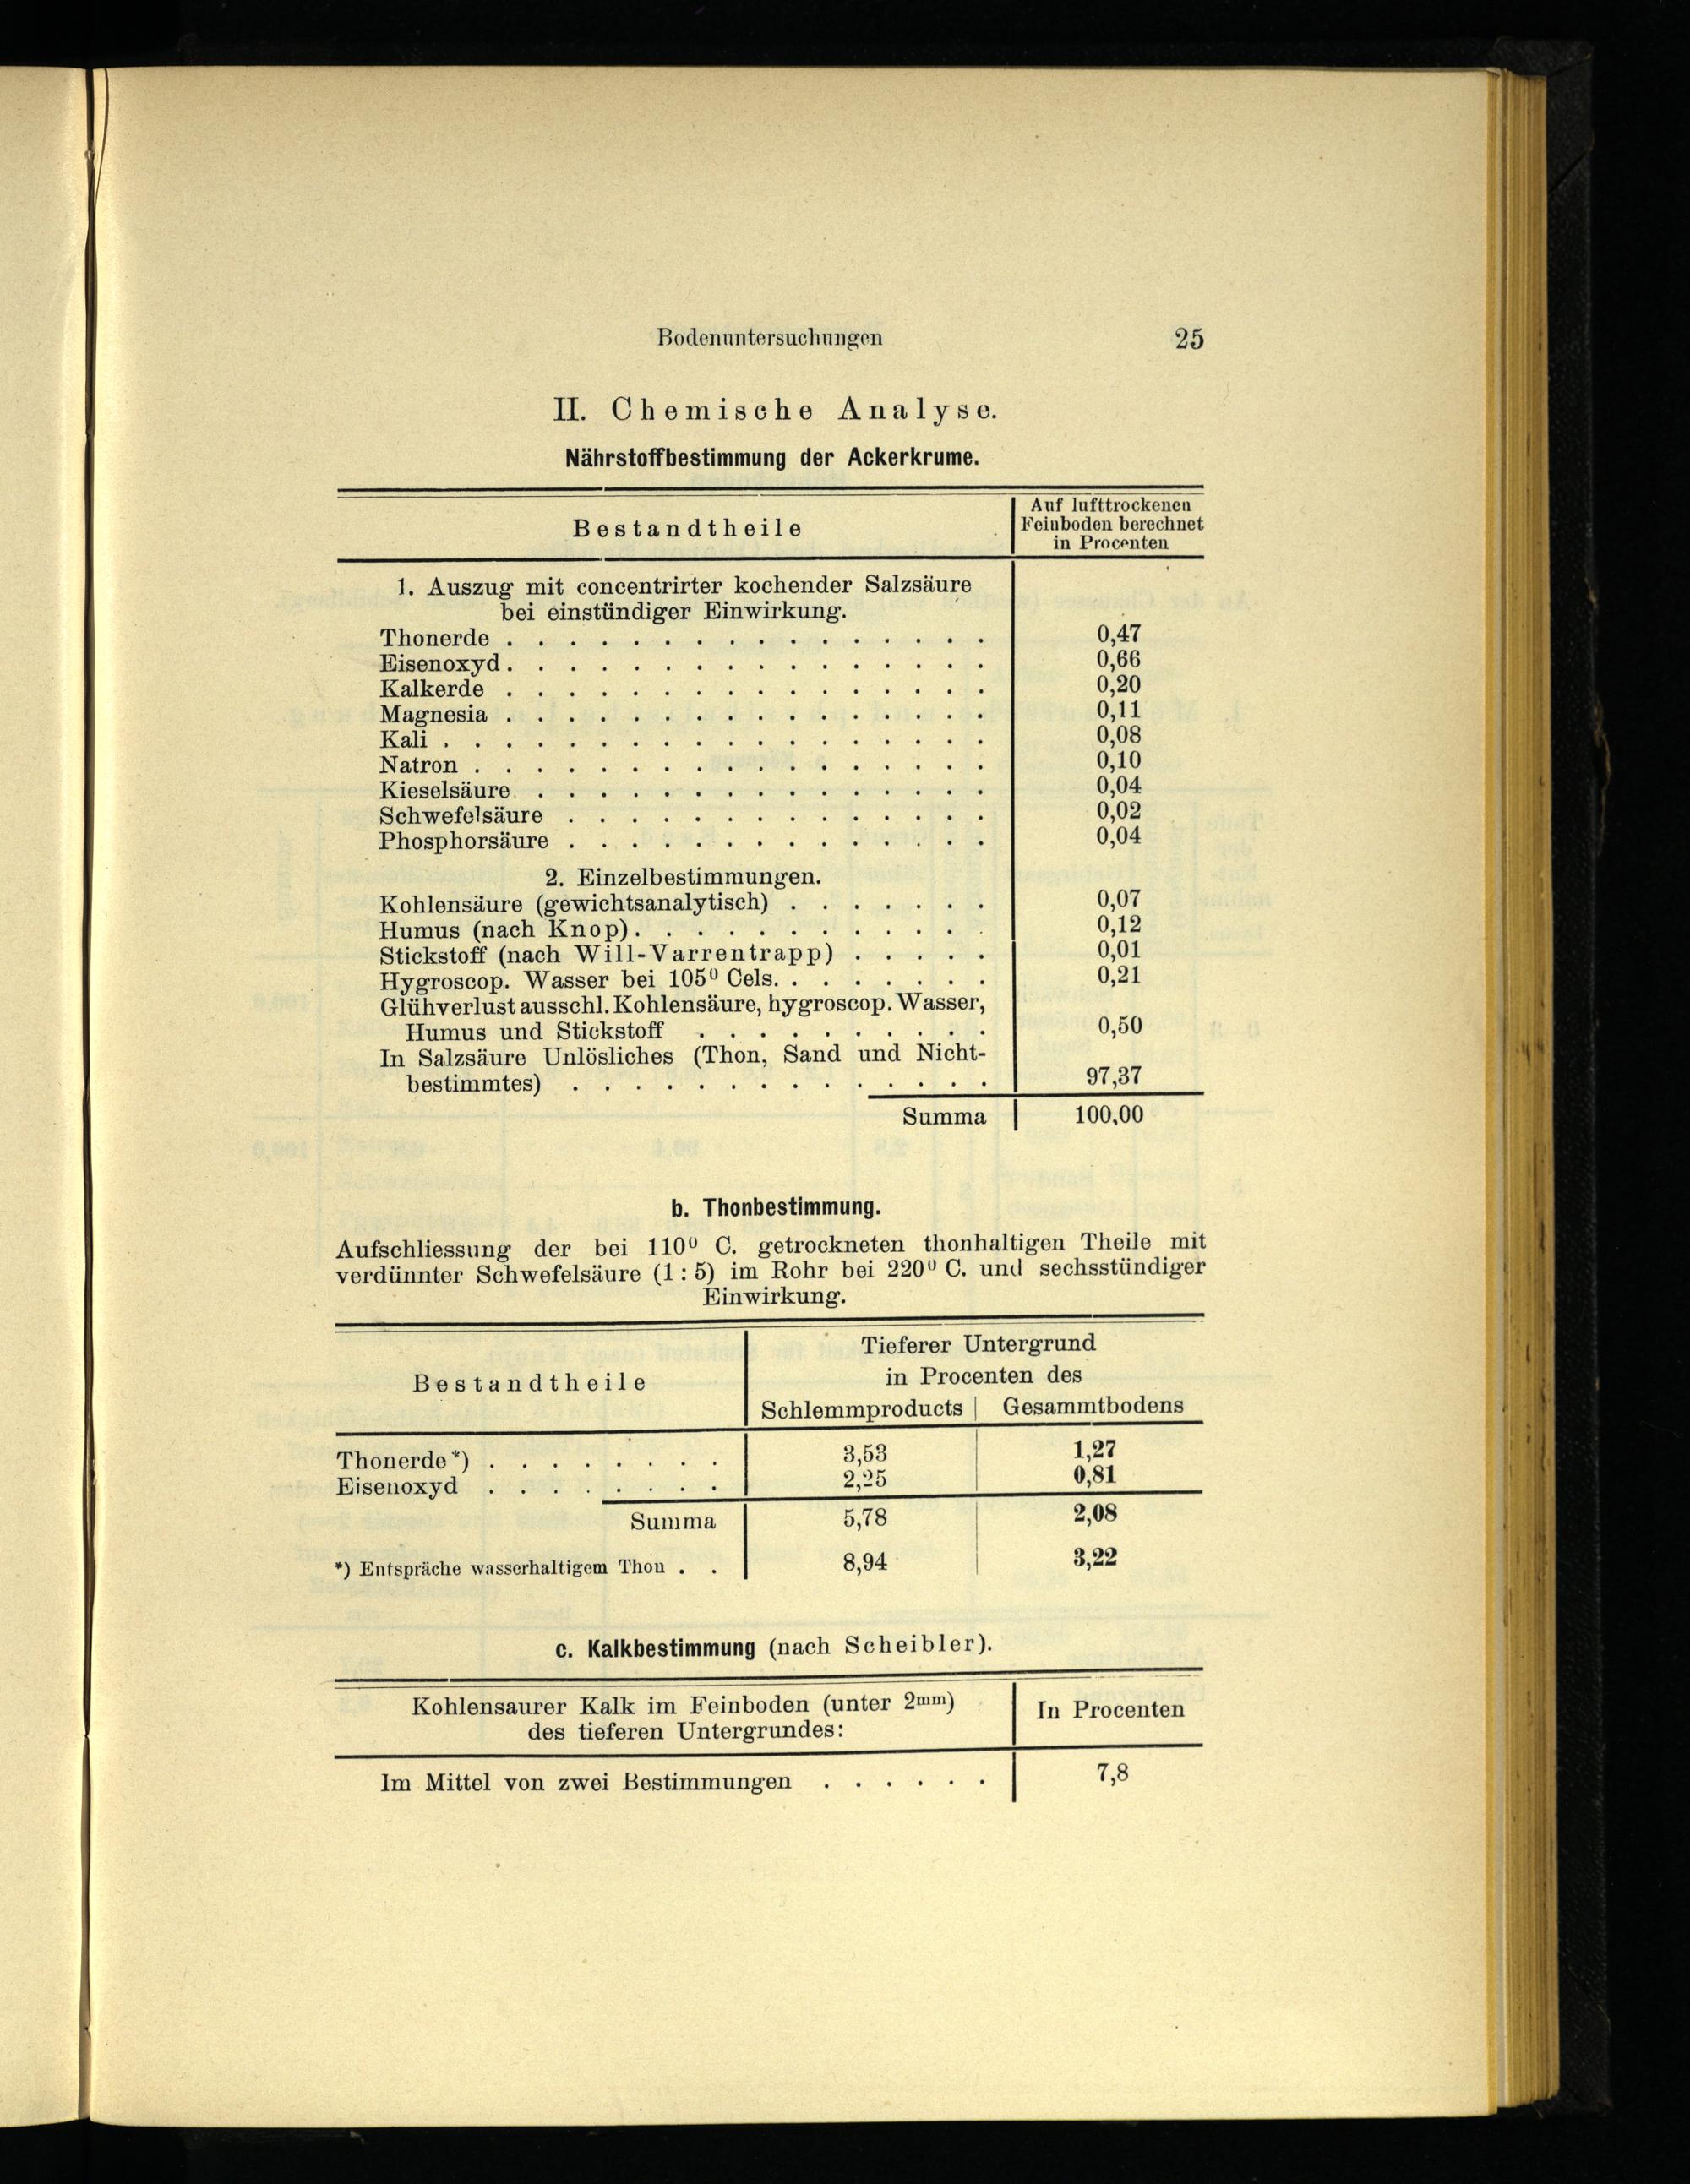 Bodenuntersuchungen 25
II. Chemische Analyse.
Nährstoffbestimmung der Ackerkrume.
Bestandtheile
Auf lufttrockenen
Feinboden berechnet
in Procenten
1. Auszug mit concentrirter kochender Salzsäure
bei einstündiger Einwirkung.
Thonerde . . . . . . . . . . . . . . . . 0,47
Eisenoxyd . . . . . . . . . . . . . . . . 0,66
Kalkerde . . . . . . . . . . . . . . . . 0,20
Magnesia . . . . . . . . . . . . . . . . 0,11
Kali . . . . . . . . . . . . . . . . . . 0,08
Natron . . . . . . . . . . . . . . . . . 0,10
Kieselsäure . . . . . . . . . . . . . . . 0,04
Schwefelsäure . . . . . . . . . . . . . . 0,02
Phosphorsäure . . . . . . . . . . . . . . 0,04
2. Einzelbestimmungen.
Kohlensäure (gewichtsanalytisch) . . . . . . . 0,07
Humus (nach Knop) . . . . . . . . . . . . 0,12
Stickstoff (nach Will-Varrentrapp) . . . . . 0,01
Hygroscop. Wasser bei 105⁰ Cels. . . . . . . . 0,21
Glühverlust ausschl. Kohlensäure, hygroscop. Wasser,
Humus und Stickstoff . . . . . . . . . . 0,50
In Salzsäure Unlösliches (Thon, Sand und Nicht-
bestimmtes) . . . . . . . . . . . . . . 97,37
Summa 100,00
b. Thonbestimmung.
Aufschliessung der bei 110⁰ C. getrockneten thonhaltigen Theile mit
verdünnter Schwefelsäure (1 : 5) im Rohr bei 220⁰ C. und sechsstündiger
Einwirkung.
Bestandtheile
Tieferer Untergrund
in Procenten des
Schlemmproducts Gesammtbodens
Thonerde *) . . . . . . . . 3,53 1,27
Eisenoxyd . . . . . . . . 2,25 0,81
Summa 5,78 2,08
*) Entspräche wasserhaltigem Thon . . 8,94 3,22
c. Kalkbestimmung (nach Scheibler).
Kohlensaurer Kalk im Feinboden (unter 2mm)
des tieferen Untergrundes:
In Procenten
Im Mittel von zwei Bestimmungen . . . . . . 7,8